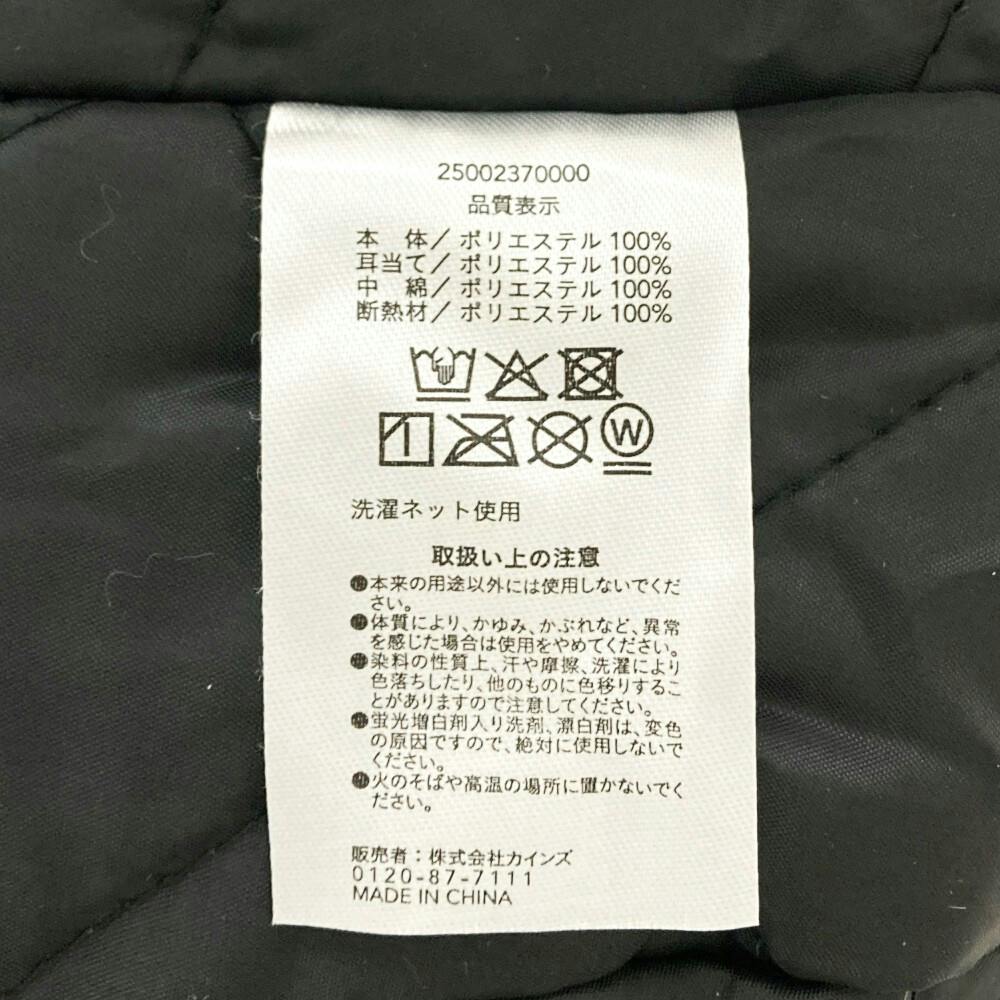 25002370000
品質表示
本　体/ ポリエステル 100%
耳当て/ ポリエステル 100%
中　綿/ ポリエステル 100%
断熱材/ ポリエステル 100%
W
洗濯ネット使用
取扱い上の注意
●本来の用途以外には使用しないでくだ
さい。
●体質により、かゆみ、かぶれなど、異常
を感じた場合は使用をやめてください。
●染料の性質上、汗や摩擦、洗濯により
色落ちしたり、他のものに色移りするこ
とがありますので注意してください。
●蛍光増白剤入り洗剤、漂白剤は、変色
の原因ですので、絶対に使用しないで
ください。
●火のそばや高温の場所に置かないでく
ださい。
販売者：株式会社カインズ
0120-87-7111
MADE IN CHINA